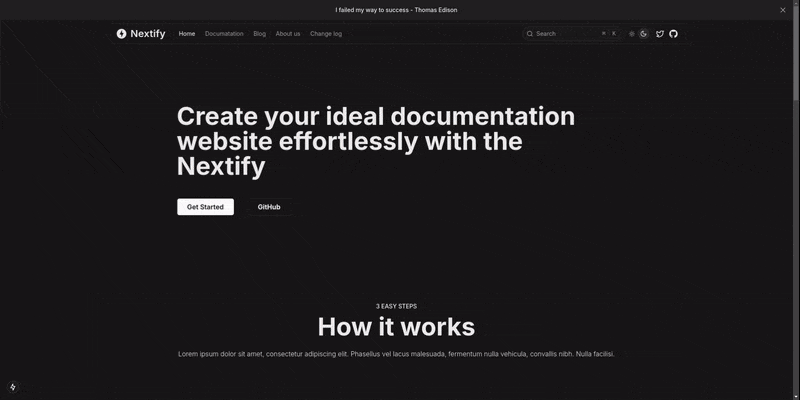 I failed my way to success - Thomas Edison
Nextify Home Documentation Blog About us Change log Search ⌘ K
Create your ideal documentation
website effortlessly with the
Nextify
Get Started GitHub
3 EASY STEPS
How it works
Lorem ipsum dolor sit amet, consectetur adipiscing elit. Phasellus vel lacus malesuada, fermentum nulla vehicula, convallis nibh. Nulla facilisi.